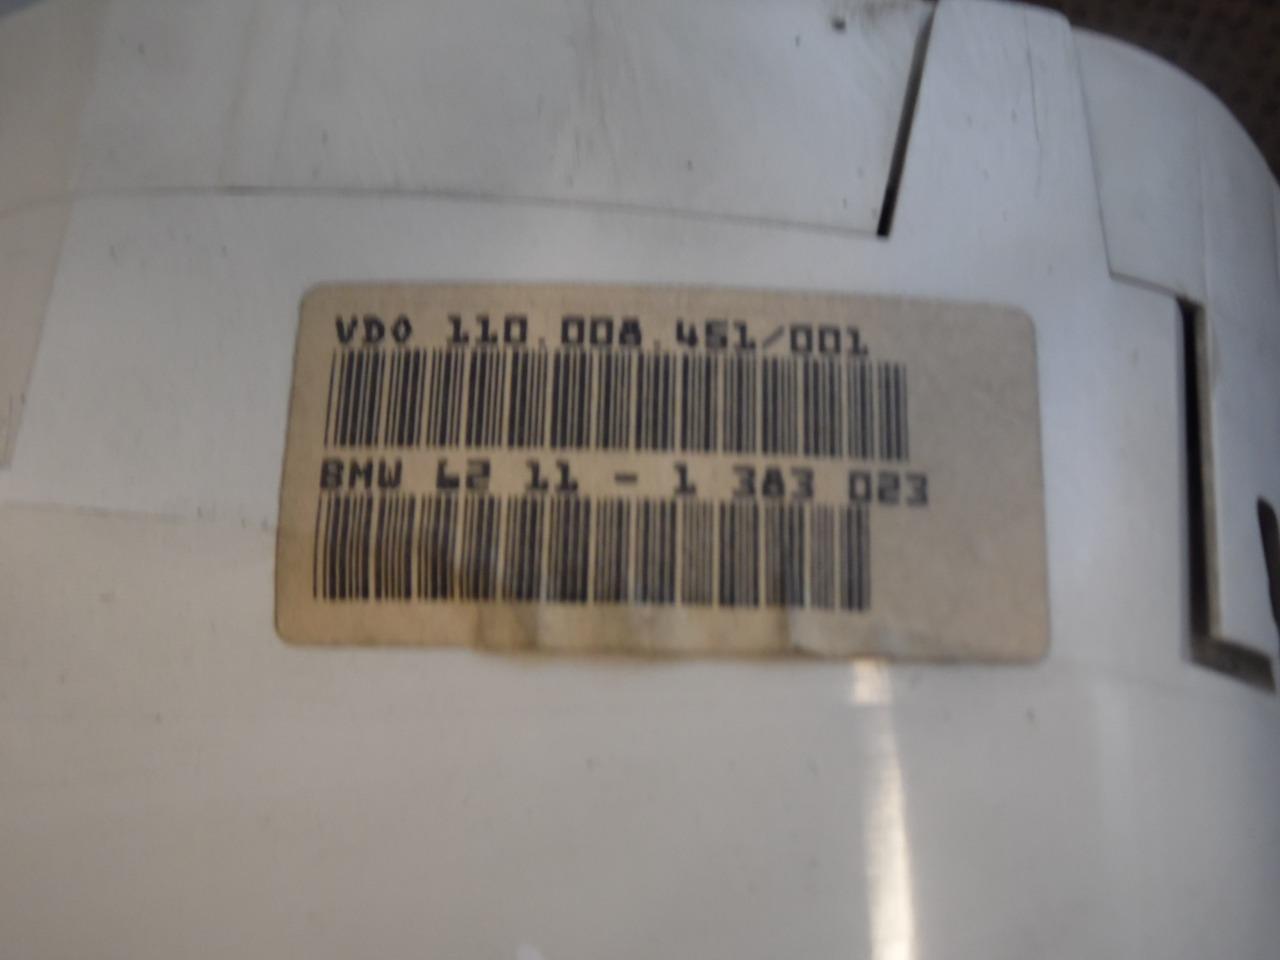 VDO 110.008.451/001
BMW 62 11 - 1 383 023